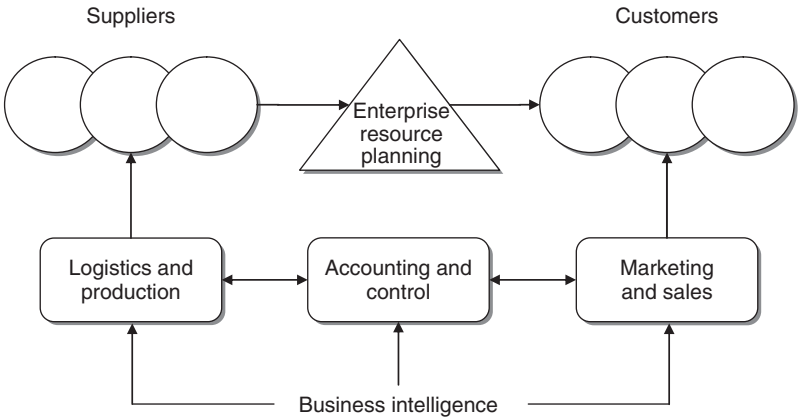 Suppliers
Customers
Enterprise
resource
planning
Logistics and
production
Accounting and
control
Marketing
and sales
Business intelligence